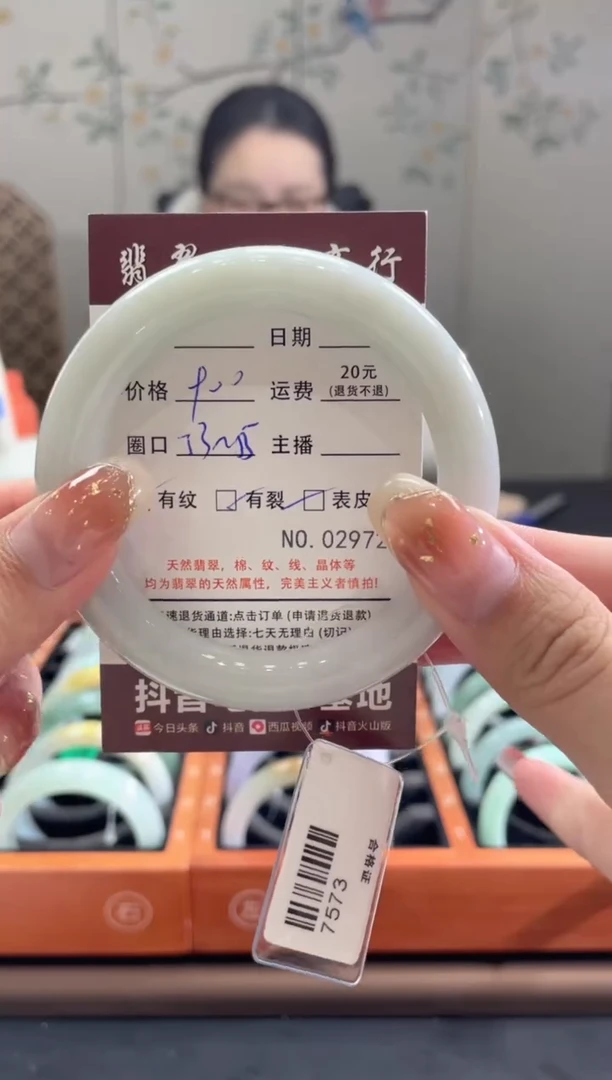 翡翠 行
日期
价格 900 运费 20元
(退货不退)
圈口 主播
有纹 有裂 表皮
NO. 02972
天然翡翠，棉、纹、线、晶体等
均为翡翠的天然属性，完美主义者慎拍!
速退货通道:点击订单 (申请退货退款)
货理由选择:七天无理由 (切记)
抖音 基地
今日头条 抖音 西瓜视频 抖音火山版
合格证
7573